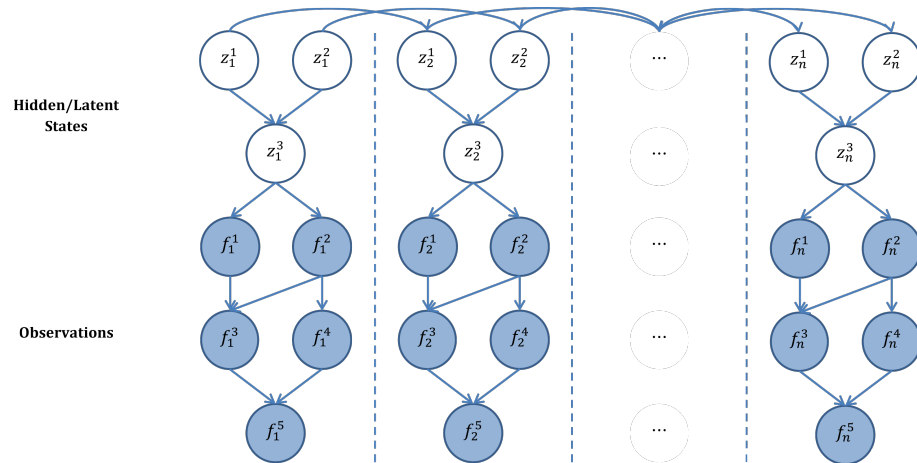 z_1^1 z_1^2 z_2^1 z_2^2 ... z_n^1 z_n^2
Hidden/Latent
States
z_1^3 z_2^3 ... z_n^3
f_1^1 f_1^2 f_2^1 f_2^2 ... f_n^1 f_n^2
Observations
f_1^3 f_1^4 f_2^3 f_2^4 ... f_n^3 f_n^4
f_1^5 f_2^5 ... f_n^5